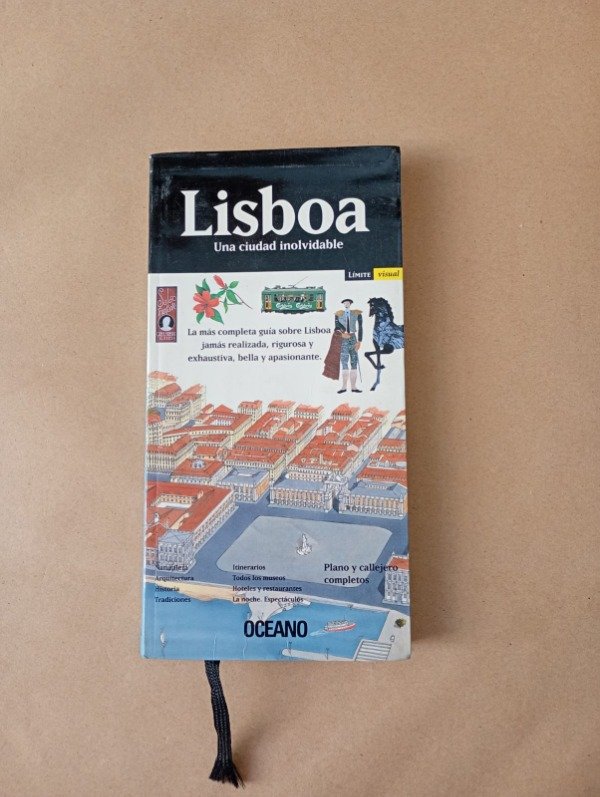 Lisboa
Una ciudad inolvidable
LÍMITE visual
La más completa guía sobre Lisboa
jamás realizada, rigurosa y
exhaustiva, bella y apasionante.
Naturaleza
Arquitectura
Historia
Tradiciones
Itinerarios
Todos los museos
Hoteles y restaurantes
La noche. Espectáculos
Plano y callejero
completos
OCEANO